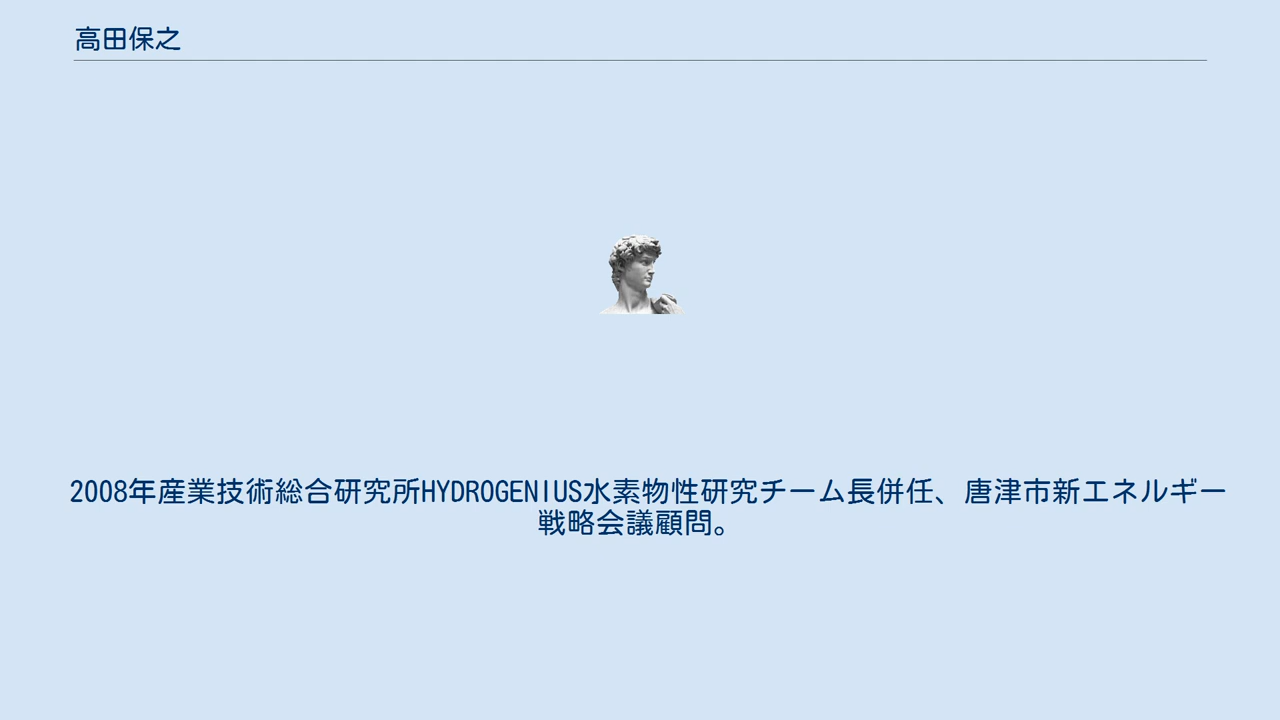 高田保之
2008年産業技術総合研究所HYDROGENIUS水素物性研究チーム長併任、唐津市新エネルギー
戦略会議顧問。